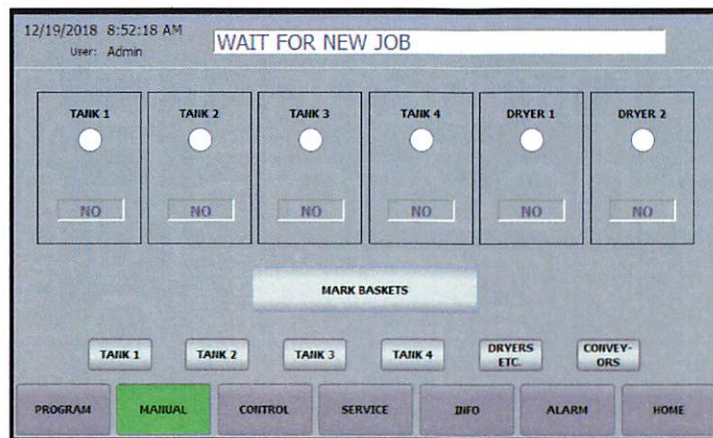 12/19/2018 8:52:18 AM
User: Admin
WAIT FOR NEW JOB
TANK 1 TANK 2 TANK 3 TANK 4 DRYER 1 DRYER 2
NO NO NO NO NO NO
MARK BASKETS
TANK 1 TANK 2 TANK 3 TANK 4 DRYERS ETC. CONVEY-ORS
PROGRAM MANUAL CONTROL SERVICE INFO ALARM HOME